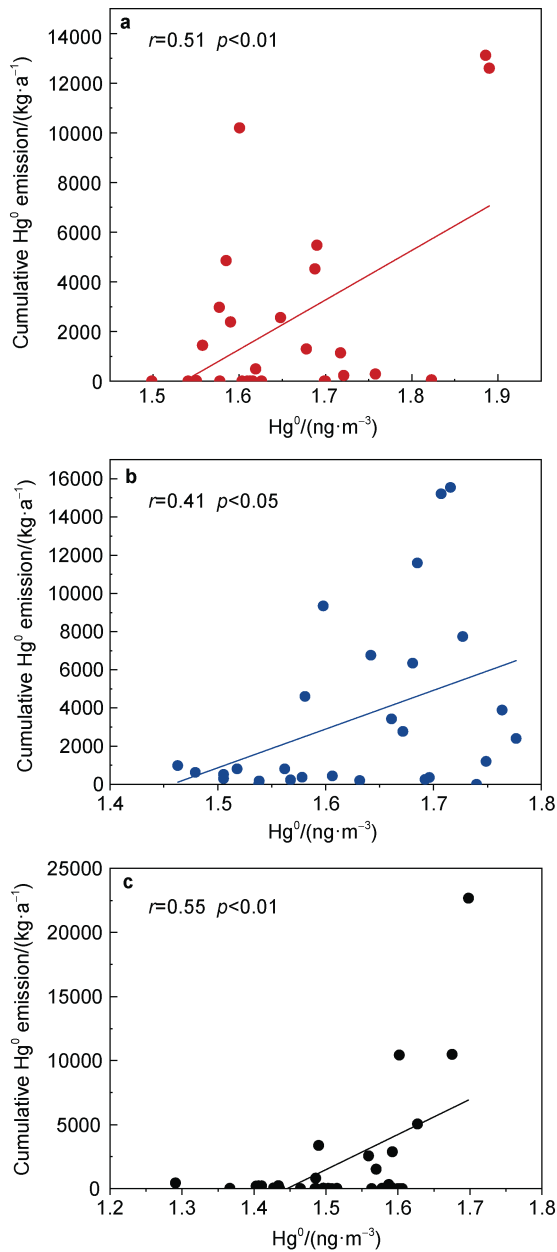 a
r=0.51 p<0.01
Cumulative Hg⁰ emission/(kg·a⁻¹)
14000
12000
10000
8000
6000
4000
2000
0
1.5 1.6 1.7 1.8 1.9
Hg⁰/(ng·m⁻³)
b
r=0.41 p<0.05
Cumulative Hg⁰ emission/(kg·a⁻¹)
16000
14000
12000
10000
8000
6000
4000
2000
0
1.4 1.5 1.6 1.7 1.8
Hg⁰/(ng·m⁻³)
c
r=0.55 p<0.01
Cumulative Hg⁰ emission/(kg·a⁻¹)
25000
20000
15000
10000
5000
0
1.2 1.3 1.4 1.5 1.6 1.7 1.8
Hg⁰/(ng·m⁻³)